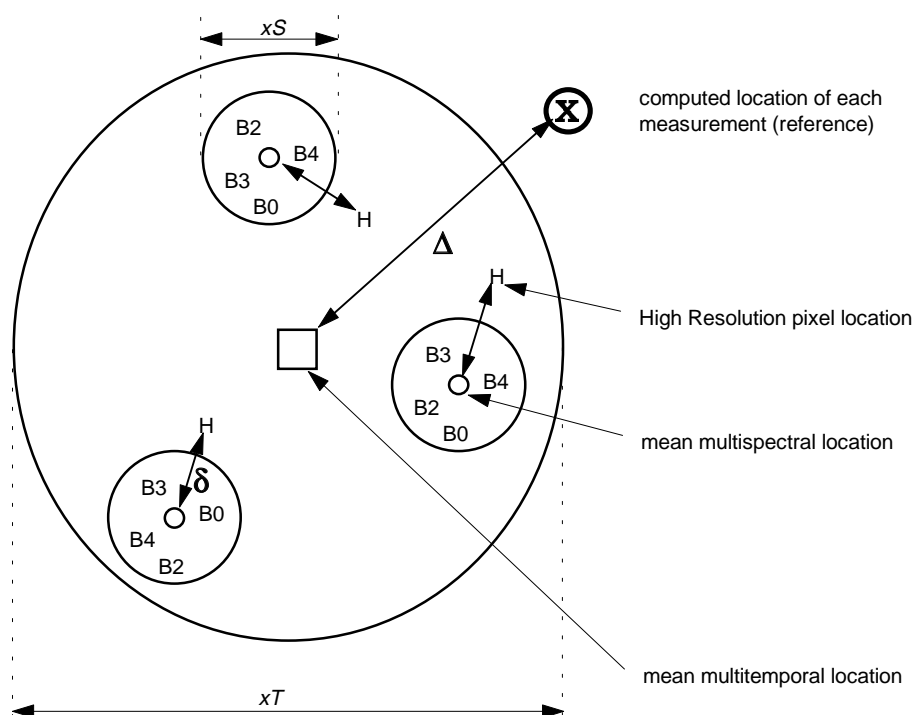 xS
X
computed location of each
measurement (reference)
B2
B4
B3
B0
H
Δ
H
High Resolution pixel location
B3
B4
B2
B0
mean multispectral location
H
δ
B3
B0
B4
B2
mean multitemporal location
xT